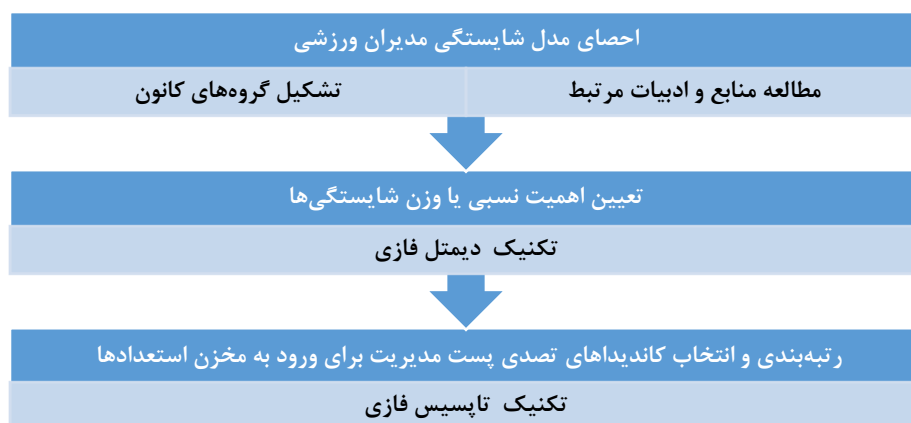 احصای مدل شایستگی مدیران ورزشی
مطالعه منابع و ادبیات مرتبط
تشکیل گروه‌های کانون
تعیین اهمیت نسبی یا وزن شایستگی‌ها
تکنیک دیمتل فازی
رتبه‌بندی و انتخاب کاندیداهای تصدی پست مدیریت برای ورود به مخزن استعدادها
تکنیک تاپسیس فازی